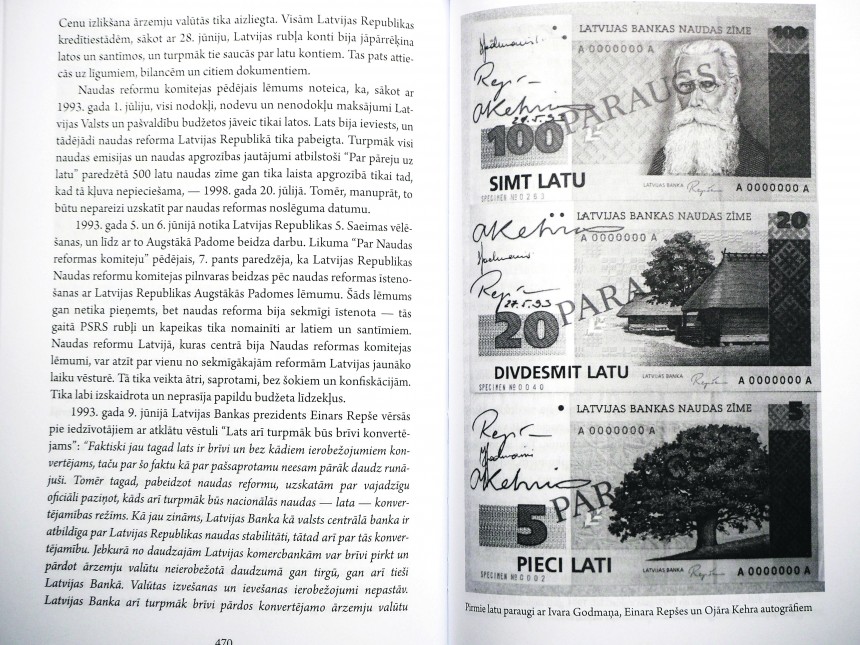 Cenu izlikšana ārzemju valūtās tika aizliegta. Visām Latvijas Republikas
kredītiestādēm, sākot ar 28. jūniju, Latvijas rubļa konti bija jāpārrēķina
latos un santīmos, un turpmāk tie saucās par latu kontiem. Tas pats attie-
cās uz līgumiem, bilancēm un citiem dokumentiem.
Naudas reformu komitejas pēdējais lēmums noteica, ka, sākot ar
1993. gada 1. jūliju, visi nodokļi, nodevu un nenodokļu maksājumi Lat-
vijas Valsts un pašvaldību budžetos jāveic tikai latos. Lats bija ieviests, un
tādējādi naudas reforma Latvijas Republikā tika pabeigta. Turpmāk visi
naudas emisijas un naudas apgrozības jautājumi atbilstoši "Par pāreju uz
latu" paredzētā 500 latu naudas zīme gan tika laista apgrozībā tikai tad,
kad tā kļuva nepieciešama, — 1998. gada 20. jūlijā. Tomēr, manuprāt, to
būtu nepareizi uzskatīt par naudas reformas noslēguma datumu.
1993. gada 5. un 6. jūnijā notika Latvijas Republikas 5. Saeimas vēlē-
šanas, un līdz ar to Augstākā Padome beidza darbu. Likuma "Par Naudas
reformas komiteju" pēdējais, 7. pants paredzēja, ka Latvijas Republikas
Naudas reformu komitejas pilnvaras beidzas pēc naudas reformas īsteno-
šanas ar Latvijas Republikas Augstākās Padomes lēmumu. Šāds lēmums
gan netika pieņemts, bet naudas reforma bija sekmīgi īstenota — tās
gaitā PSRS rubļi un kapeikas tika nomainīti ar latiem un santīmiem.
Naudas reformu Latvijā, kuras centrā bija Naudas reformas komitejas
lēmumi, var atzīt par vienu no sekmīgākajām reformām Latvijas jaunāko
laiku vēsturē. Tā tika veikta ātri, saprotami, bez šokiem un konfiskācijām.
Tika labi izskaidrota un neprasīja papildu budžeta līdzekļus.
1993. gada 9. jūnijā Latvijas Bankas prezidents Einars Repše vērsās
pie iedzīvotājiem ar atklātu vēstuli "Lats arī turpmāk būs brīvi konvertē-
jams": "Faktiski jau tagad lats ir brīvi un bez kādiem ierobežojumiem kon-
vertējams, taču par šo faktu kā par pašsaprotamu neesam pārāk daudz runā-
juši. Tomēr tagad, pabeidzot naudas reformu, uzskatām par vajadzīgu
oficiāli paziņot, kāds arī turpmāk būs nacionālās naudas — lata — konver-
tējamības režīms. Kā jau zināms, Latvijas Banka kā valsts centrālā banka ir
atbildīga par Latvijas Republikas naudas stabilitāti, tātad arī par tās konver-
tējamību. Jebkurā no daudzajām Latvijas komercbankām var brīvi pirkt un
pārdot ārzemju valūtu neierobežotā daudzumā gan tirgū, gan arī tieši
Latvijas Bankā. Valūtas izvešanas un ievešanas ierobežojumi nepastāv.
Latvijas Banka arī turpmāk brīvi pārdos konvertējamo ārzemju valūtu
470
LATVIJAS BANKAS NAUDAS ZĪME
100
A 0000000 A
PARAUGS
27.5.93
100
SIMT LATU
LATVIJAS BANKA
A 0000000 A
SPECIMEN № 0263
LATVIJAS BANKAS NAUDAS ZĪME
20
A 0000000 A
PARAUGS
27.5.93
20
DIVDESMIT LATU
LATVIJAS BANKA
A 0000000 A
SPECIMEN № 0040
LATVIJAS BANKAS NAUDAS ZĪME
5
A 0000000 A
5
PIECI LATI
LATVIJAS BANKA
A 0000000 A
SPECIMEN № 0002
Pirmie latu paraugi ar Ivara Godmaņa, Einara Repšes un Ojāra Kehra autogrāfiem